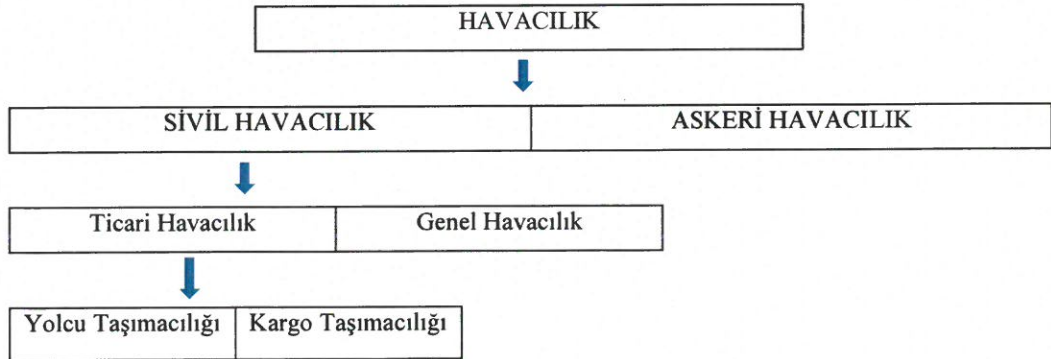 HAVACILIK
SİVİL HAVACILIK
ASKERİ HAVACILIK
Ticari Havacılık
Genel Havacılık
Yolcu Taşımacılığı
Kargo Taşımacılığı